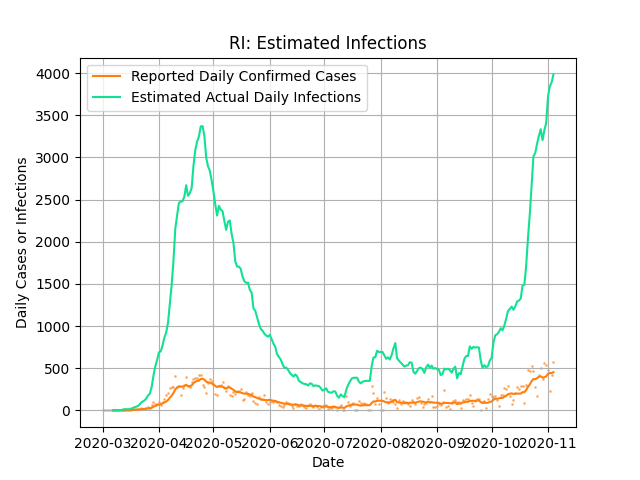 RI: Estimated Infections
Reported Daily Confirmed Cases
Estimated Actual Daily Infections
Daily Cases or Infections
4000
3500
3000
2500
2000
1500
1000
500
0
2020-03 2020-04 2020-05 2020-06 2020-07 2020-08 2020-09 2020-10 2020-11
Date